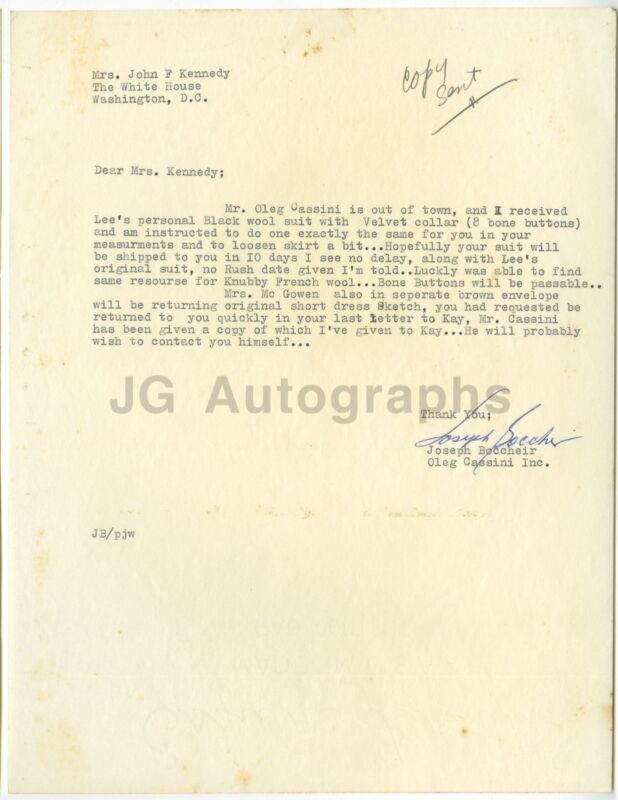 Mrs. John F Kennedy
The White House
Washington, D.C.
copy
sent
Dear Mrs. Kennedy;
Mr. Oleg Cassini is out of town, and I received
Lee's personal Black wool suit with Velvet collar (8 bone buttons)
and am instructed to do one exactly the same for you in your
measurments and to loosen skirt a bit...Hopefully your suit will
be shipped to you in IO days I see no delay, along with Lee's
original suit, no Rush date given I'm told..Luckly was able to find
same resourse for Knubby French wool...Bone Buttons will be passable..
Mrs. Mc Gowen also in seperate brown envelope
will be returning original short dress Sketch, you had requested be
returned to you quickly in your last letter to Kay, Mr. Cassini
has been given a copy of which I've given to Kay...He will probably
wish to contact you himself...
JG Autographs
Thank You;
Joseph Boccheir
Joseph Boccheir
Oleg Cassini Inc.
JB/pjw